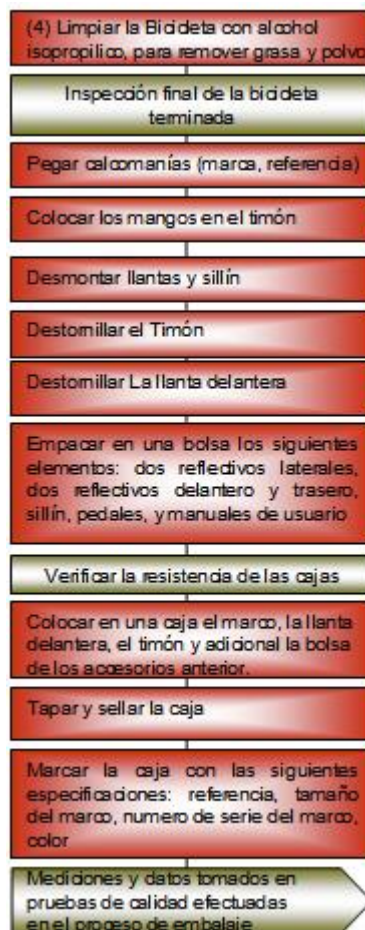 (4) Limpiar la Bicideta con alcohol
isopropilico, para remover grasa y polvo
Inspección final de la bicideta
terminada
Pegar calcomanías (marca, referencia)
Colocar los mangos en el timón
Desmontar llantas y sillín
Destornillar el Timón
Destornillar La llanta delantera
Empacar en una bolsa los siguientes
elementos: dos reflectivos laterales,
dos reflectivos delantero y trasero,
sillín, pedales, y manuales de usuario
Verificar la resistencia de las cajas
Colocar en una caja el marco, la llanta
delantera, el timón y adicional la bolsa
de los accesorios anterior.
Tapar y sellar la caja
Marcar la caja con las siguientes
especificaciones: referencia, tamaño
del marco, numero de serie del marco,
color
Mediciones y datos tomados en
pruebas de calidad efectuadas
en el proceso de embalaje